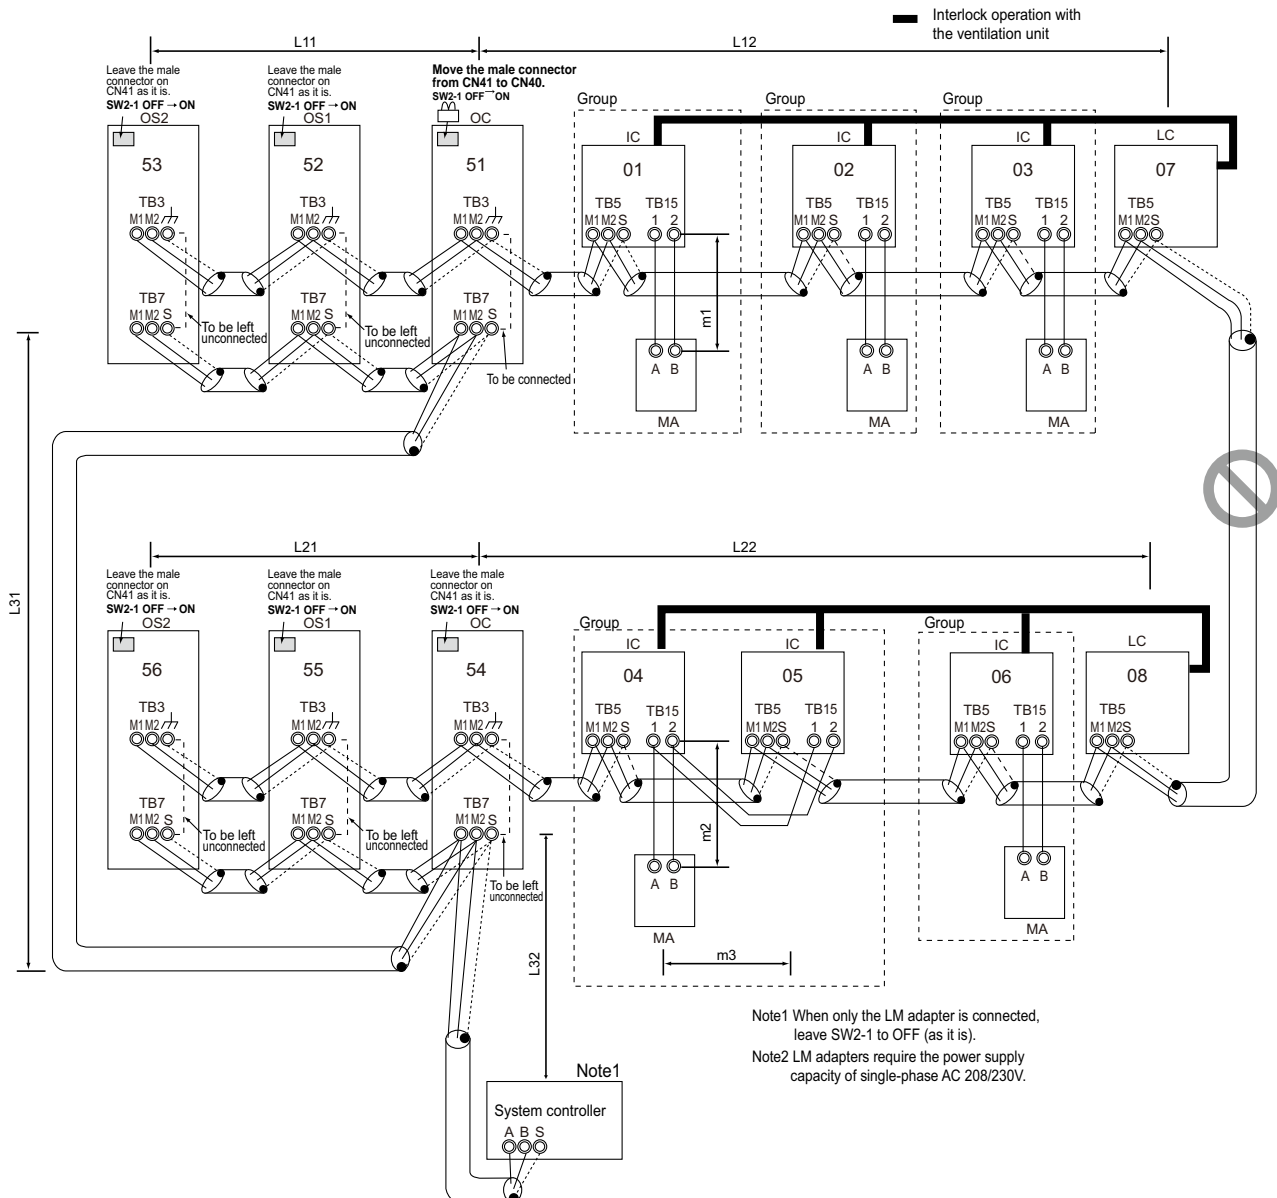 Interlock operation with
the ventilation unit
L11
L12
Leave the male
connector on
CN41 as it is.
SW2-1 OFF → ON
OS2
Leave the male
connector on
CN41 as it is.
SW2-1 OFF → ON
OS1
Move the male connector
from CN41 to CN40.
SW2-1 OFF → ON
OC
Group
Group
Group
IC
IC
IC
LC
53
52
51
01
02
03
07
TB3
TB3
TB3
M1 M2
M1 M2
M1 M2
TB5 TB15
M1 M2 S 1 2
TB5 TB15
M1 M2 S 1 2
TB5 TB15
M1 M2 S 1 2
TB5
M1 M2 S
TB7
M1 M2 S
TB7
M1 M2 S
TB7
M1 M2 S
To be left
unconnected
To be left
unconnected
To be connected
m1
A B
MA
A B
MA
A B
MA
L31
L21
L22
Leave the male
connector on
CN41 as it is.
SW2-1 OFF → ON
OS2
Leave the male
connector on
CN41 as it is.
SW2-1 OFF → ON
OS1
Leave the male
connector on
CN41 as it is.
SW2-1 OFF → ON
OC
Group
Group
IC
IC
IC
LC
56
55
54
04
05
06
08
TB3
TB3
TB3
M1 M2
M1 M2
M1 M2
TB5 TB15
M1 M2 S 1 2
TB5 TB15
M1 M2S 1 2
TB5 TB15
M1 M2S 1 2
TB5
M1 M2S
TB7
M1 M2 S
TB7
M1 M2 S
TB7
M1 M2 S
To be left
unconnected
To be left
unconnected
To be left
unconnected
m2
A B
MA
A B
MA
m3
L32
Note1 When only the LM adapter is connected,
leave SW2-1 to OFF (as it is).
Note2 LM adapters require the power supply
capacity of single-phase AC 208/230V.
Note1
System controller
A B S